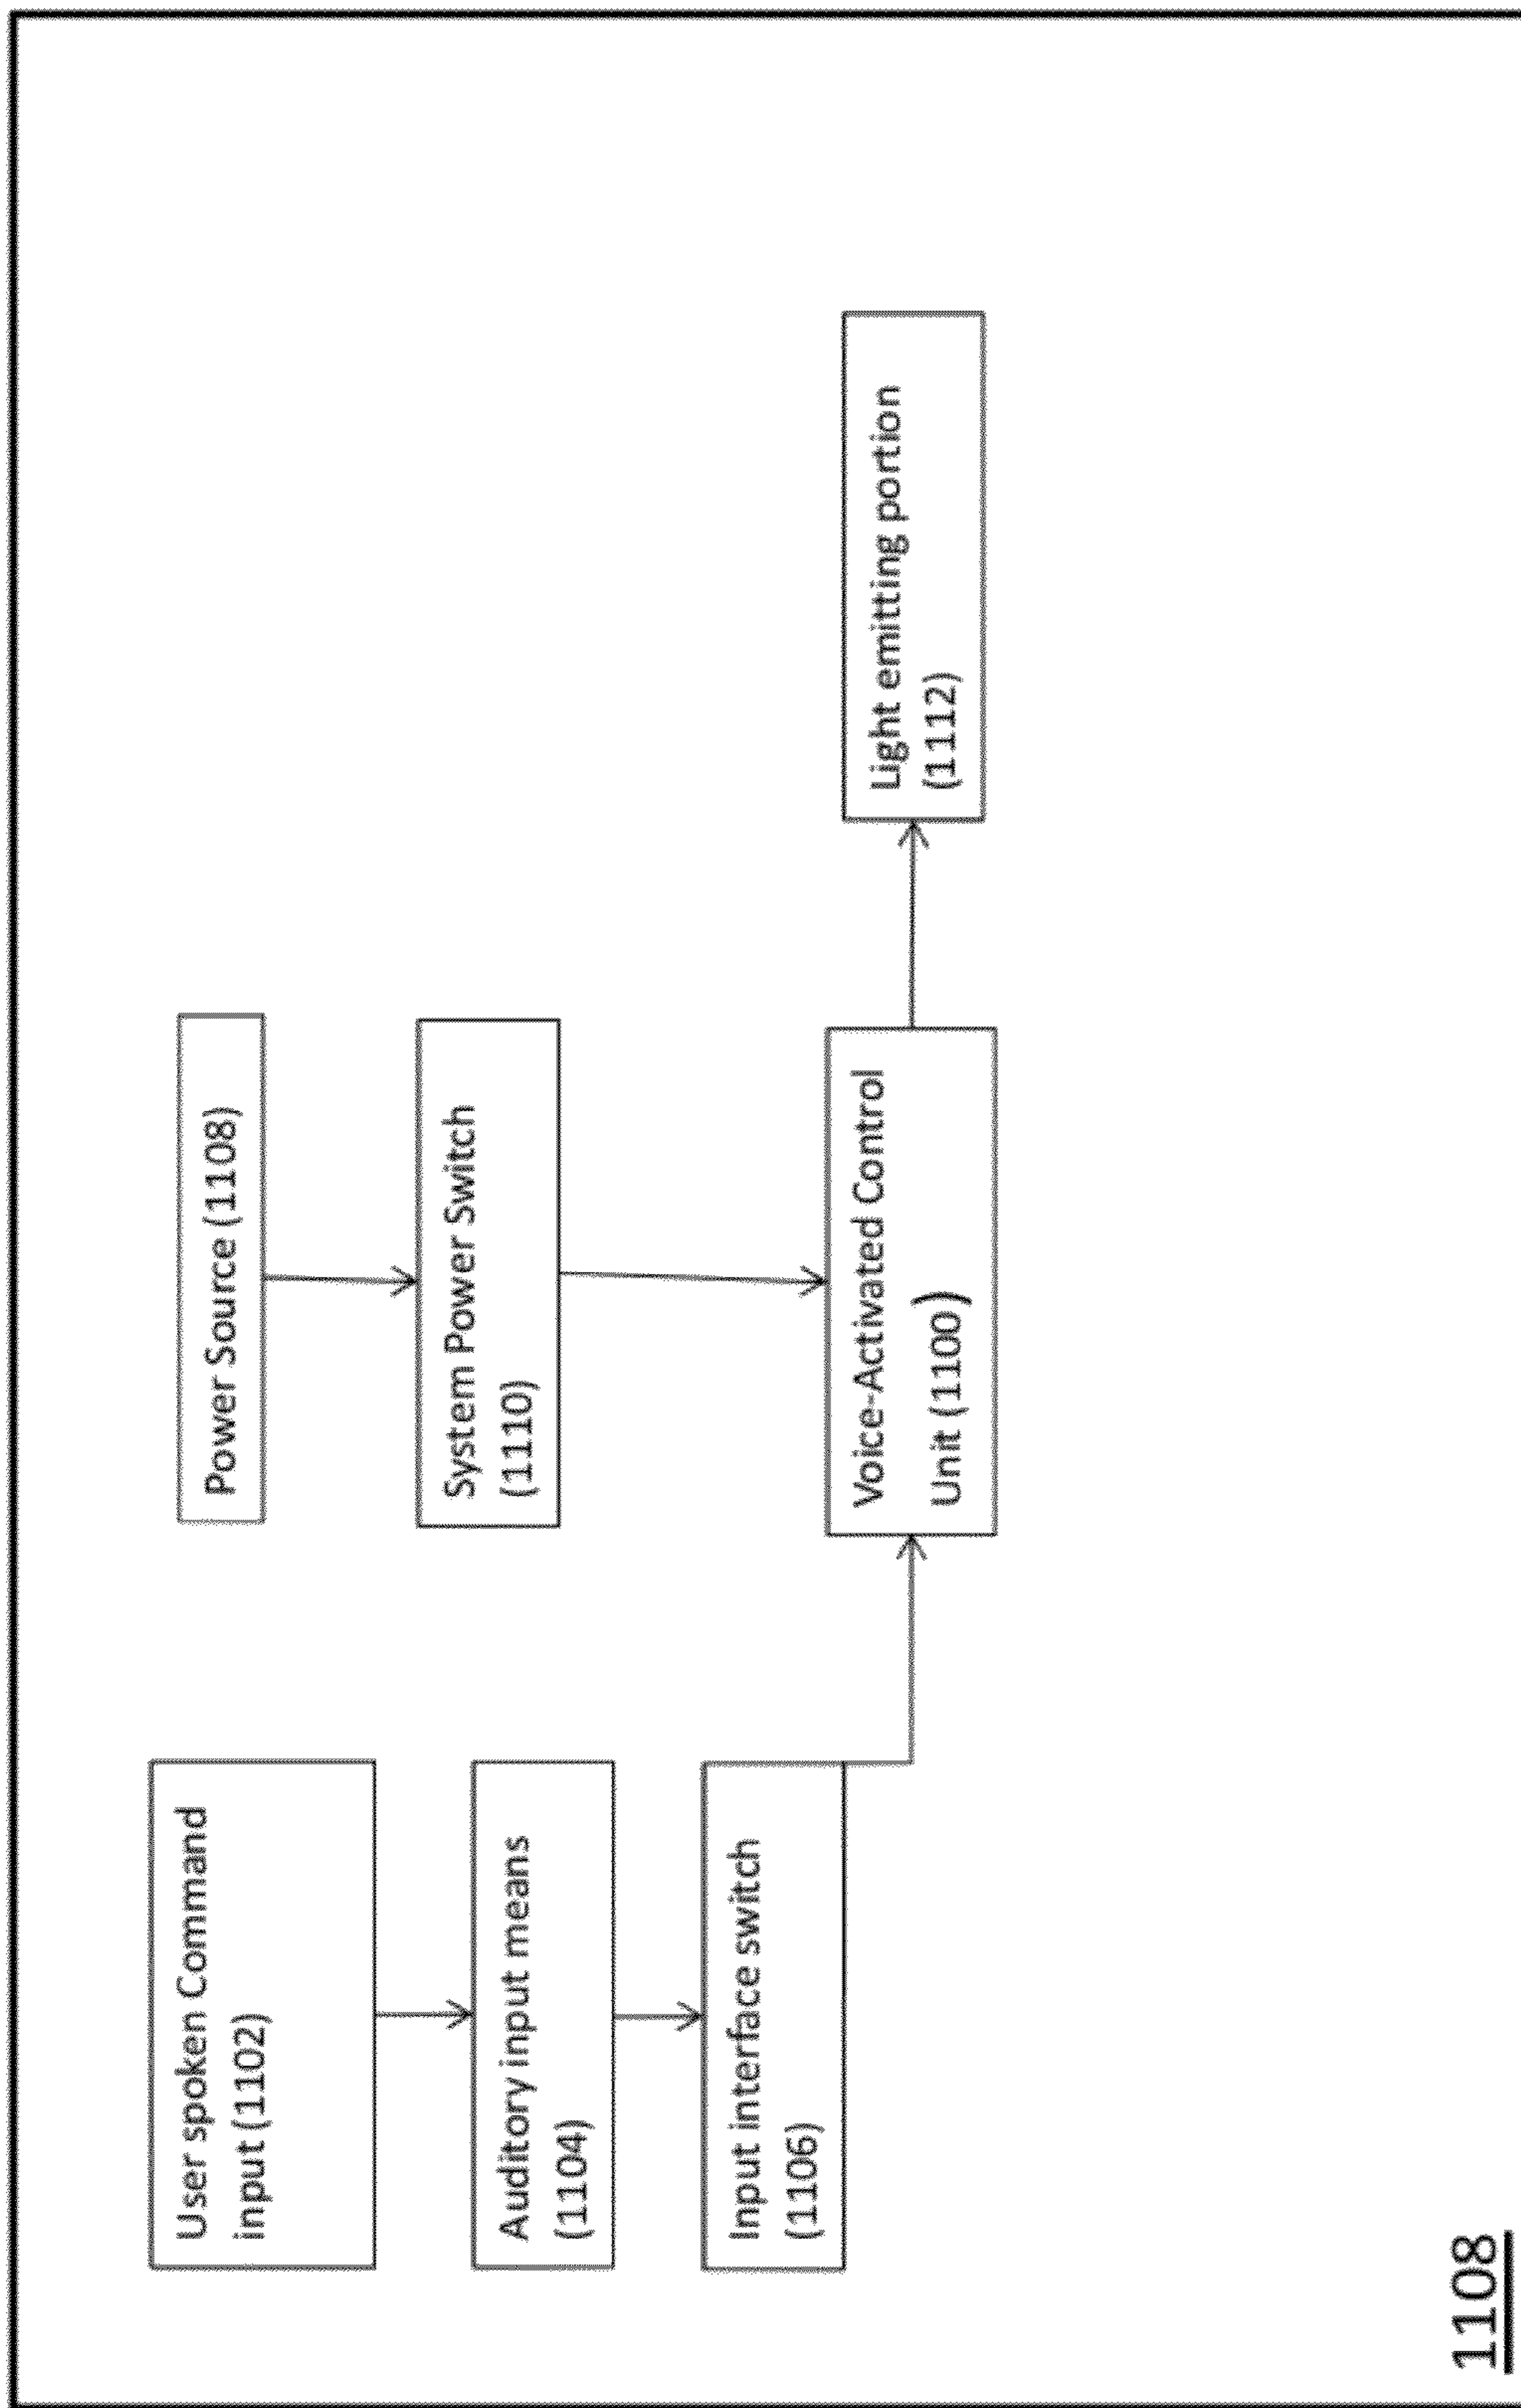 User spoken Command
input (1102)
Auditory input means
(1104)
Input interface switch
(1106)
Power Source (1108)
System Power Switch
(1110)
Voice-Activated Control
Unit (1100)
Light emitting portion
(1112)
1108